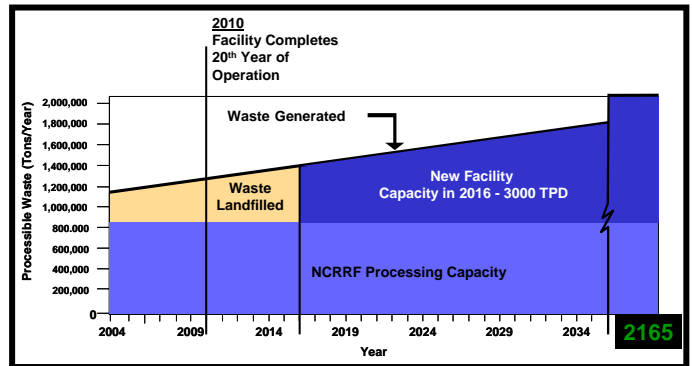 2010
Facility Completes
20th Year of
Operation
Processible Waste (Tons/Year)
2,000,000
1,800,000
1,600,000
1,400,000
1,200,000
1,000,000
800.000
600.000
400,000
200,000
0
Waste Generated
Waste
Landfilled
New Facility
Capacity in 2016 - 3000 TPD
NCRRF Processing Capacity
2004 2009 2014 2019 2024 2029 2034 2165
Year